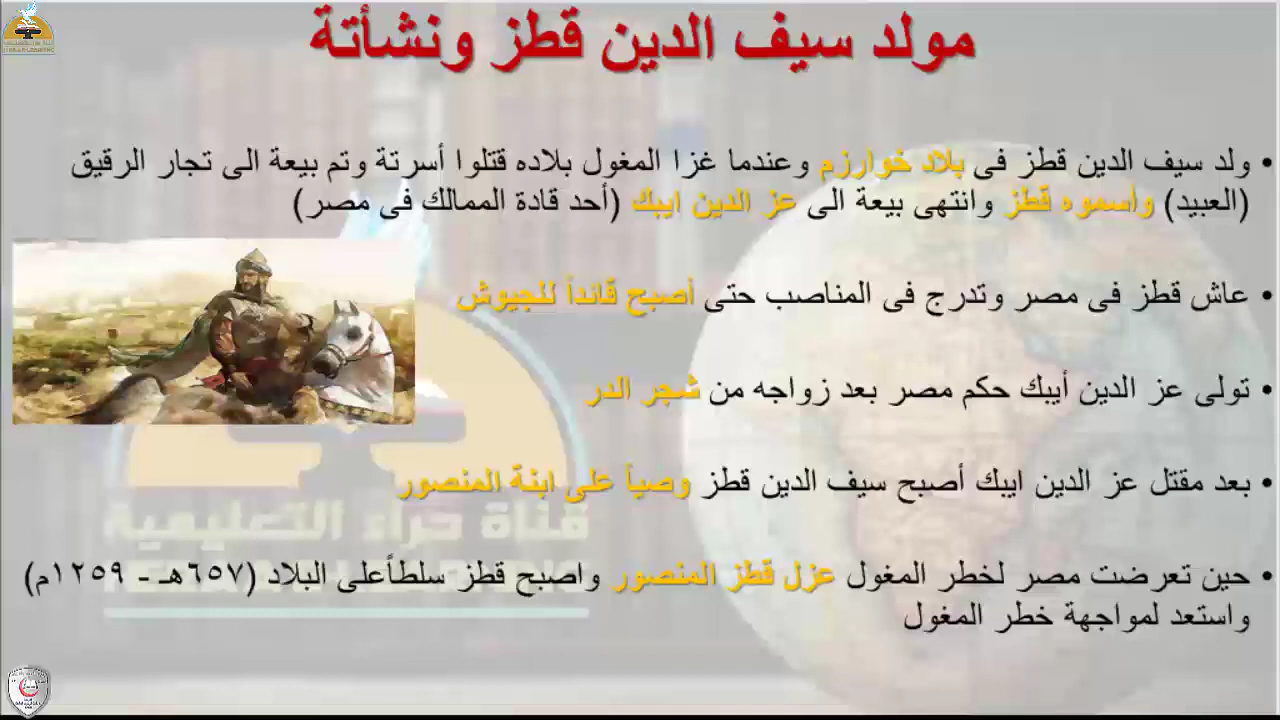 مولد سيف الدين قطز ونشأتة
• ولد سيف الدين قطز فى بلاد خوارزم وعندما غزا المغول بلاده قتلوا أسرتة وتم بيعة الى تجار الرقيق
(العبيد) وأسموه قطز وانتهى بيعة الى عز الدين ايبك (أحد قادة الممالك فى مصر)
• عاش قطز فى مصر وتدرج فى المناصب حتى أصبح قائداً للجيوش
• تولى عز الدين أيبك حكم مصر بعد زواجه من شجر الدر
• بعد مقتل عز الدين ايبك أصبح سيف الدين قطز وصياً على ابنة المنصور
• حين تعرضت مصر لخطر المغول عزل قطز المنصور واصبح قطز سلطاًعلى البلاد (٦٥٧هـ - ١٢٥٩م)
واستعد لمواجهة خطر المغول
قناة حراء التعليمية